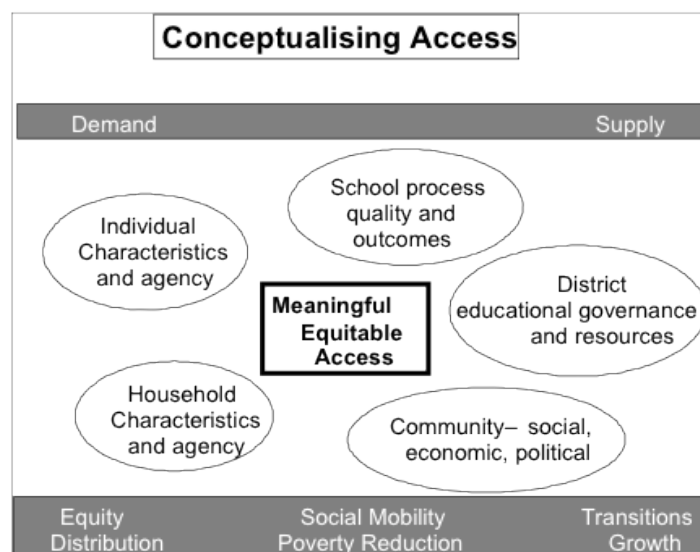 Conceptualising Access
Demand
Supply
School process
quality and
outcomes
Individual
Characteristics
and agency
District
educational governance
and resources
Meaningful
Equitable
Access
Household
Characteristics
and agency
Community– social,
economic, political
Equity
Distribution
Social Mobility
Poverty Reduction
Transitions
Growth